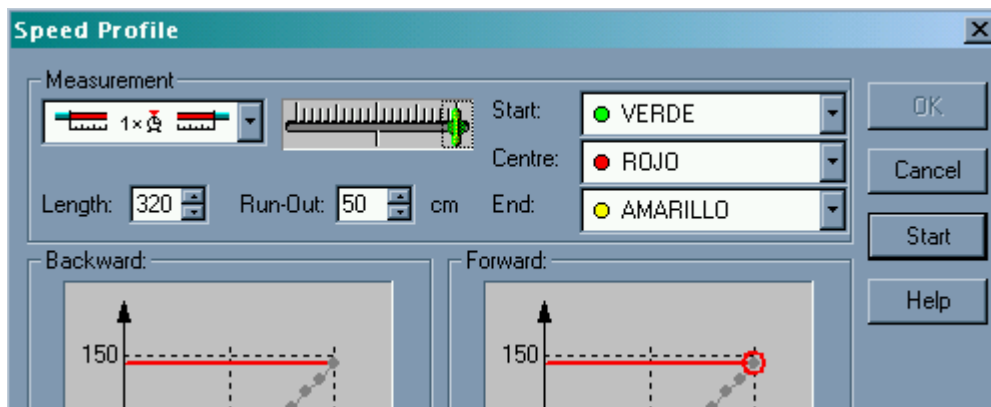 Speed Profile
Measurement
1×
Start:
VERDE
OK
Centre:
ROJO
Cancel
Length: 320
Run-Out: 50 cm
End:
AMARILLO
Start
Backward:
Forward:
Help
150
150